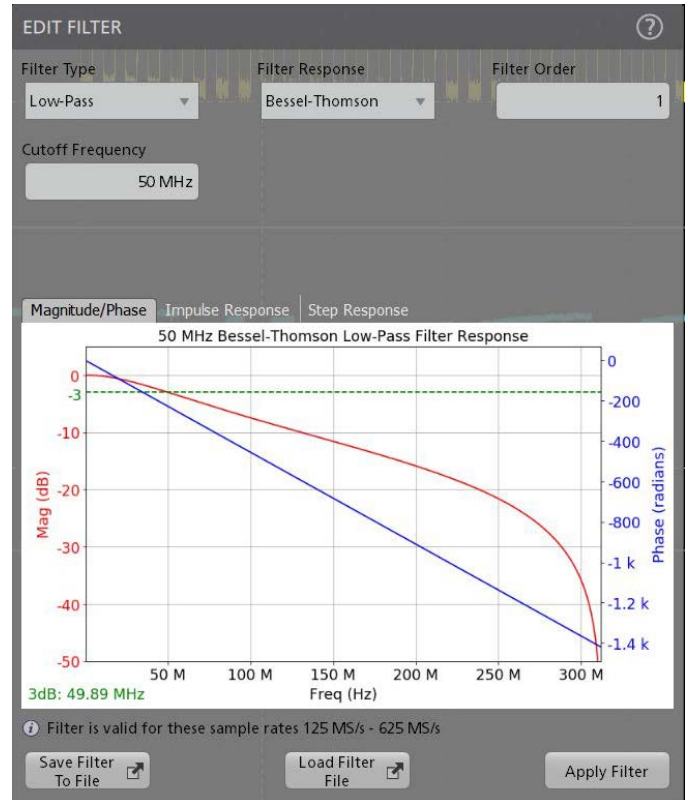 EDIT FILTER ?
Filter Type Filter Response Filter Order
Low-Pass Bessel-Thomson 1
Cutoff Frequency
50 MHz
Magnitude/Phase Impulse Response Step Response
50 MHz Bessel-Thomson Low-Pass Filter Response
0 0
-3
-200
-10 -400
Mag (dB) -20 -600 Phase (radians)
-800
-30 -1 k
-40 -1.2 k
-1.4 k
-50
50 M 100 M 150 M 200 M 250 M 300 M
3dB: 49.89 MHz Freq (Hz)
i Filter is valid for these sample rates 125 MS/s - 625 MS/s
Save Filter Load Filter Apply Filter
To File File